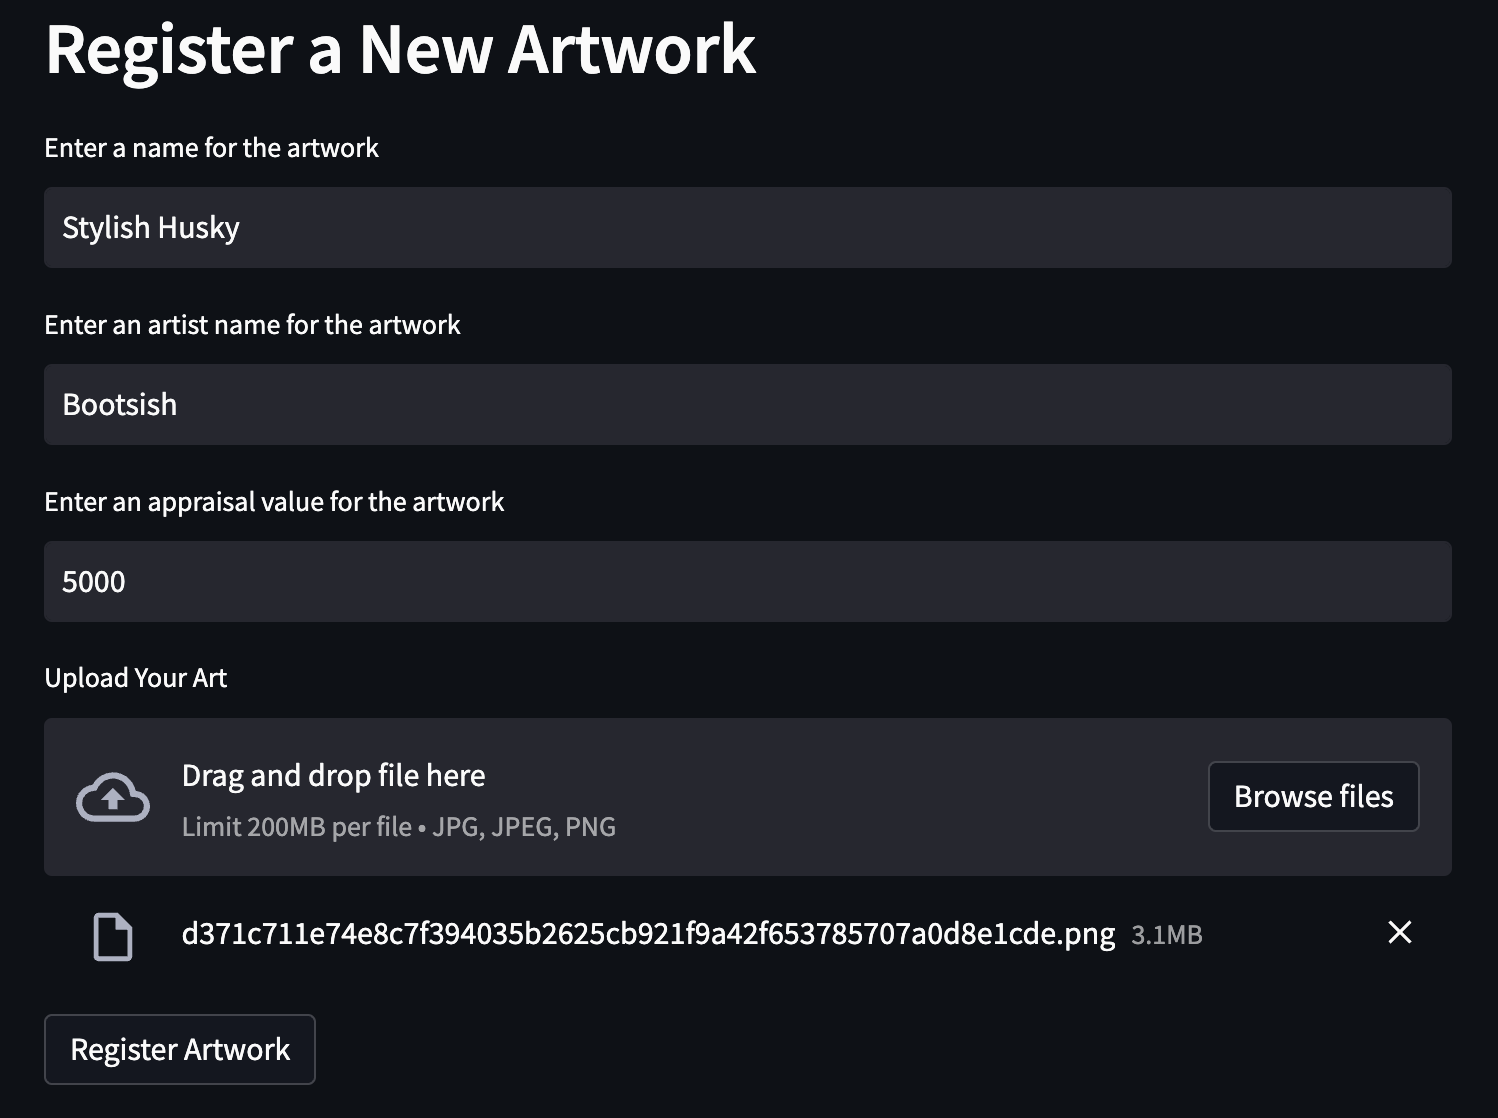 Register a New Artwork
Enter a name for the artwork
Stylish Husky
Enter an artist name for the artwork
Bootsish
Enter an appraisal value for the artwork
5000
Upload Your Art
Drag and drop file here
Limit 200MB per file • JPG, JPEG, PNG
Browse files
d371c711e74e8c7f394035b2625cb921f9a42f653785707a0d8e1cde.png 3.1MB
Register Artwork